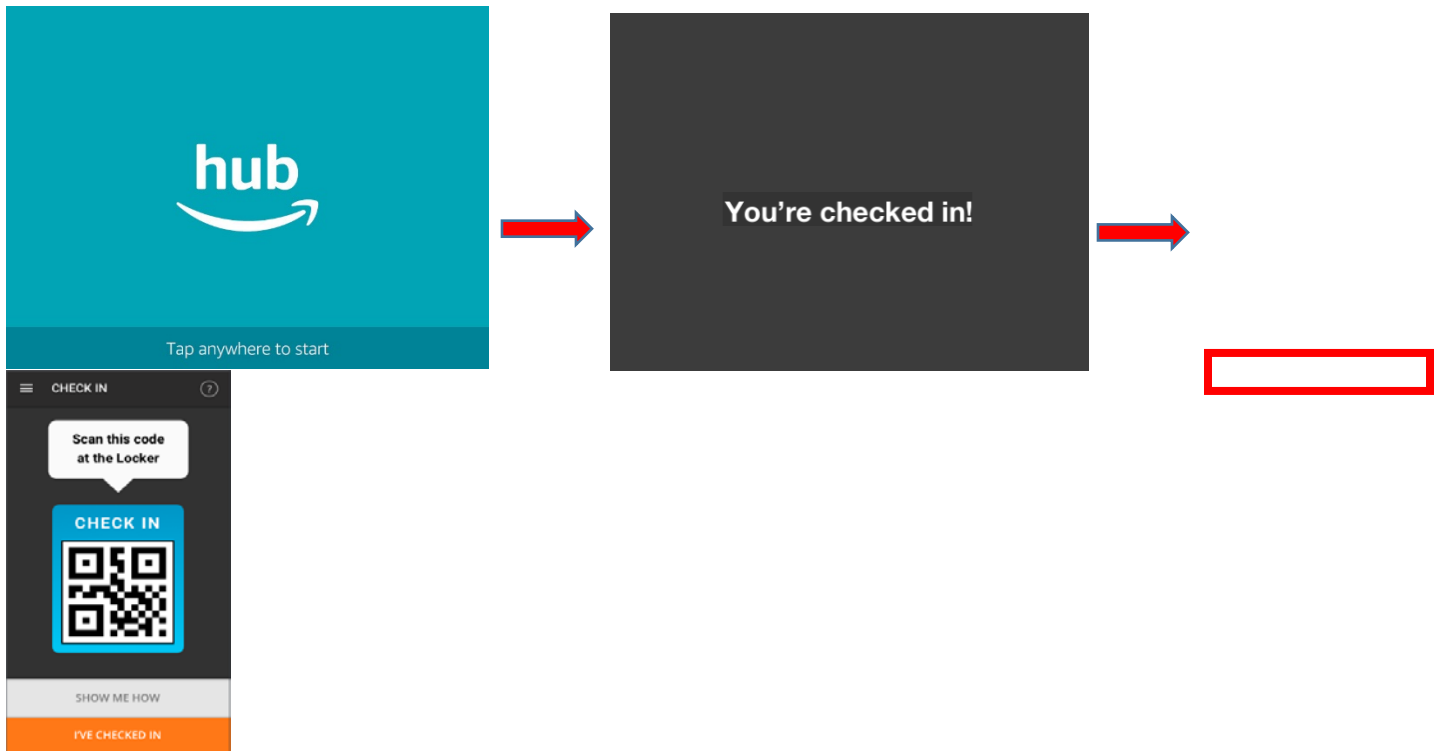 hub
Tap anywhere to start
You're checked in!
CHECK IN
?
Scan this code
at the Locker
CHECK IN
SHOW ME HOW
I'VE CHECKED IN